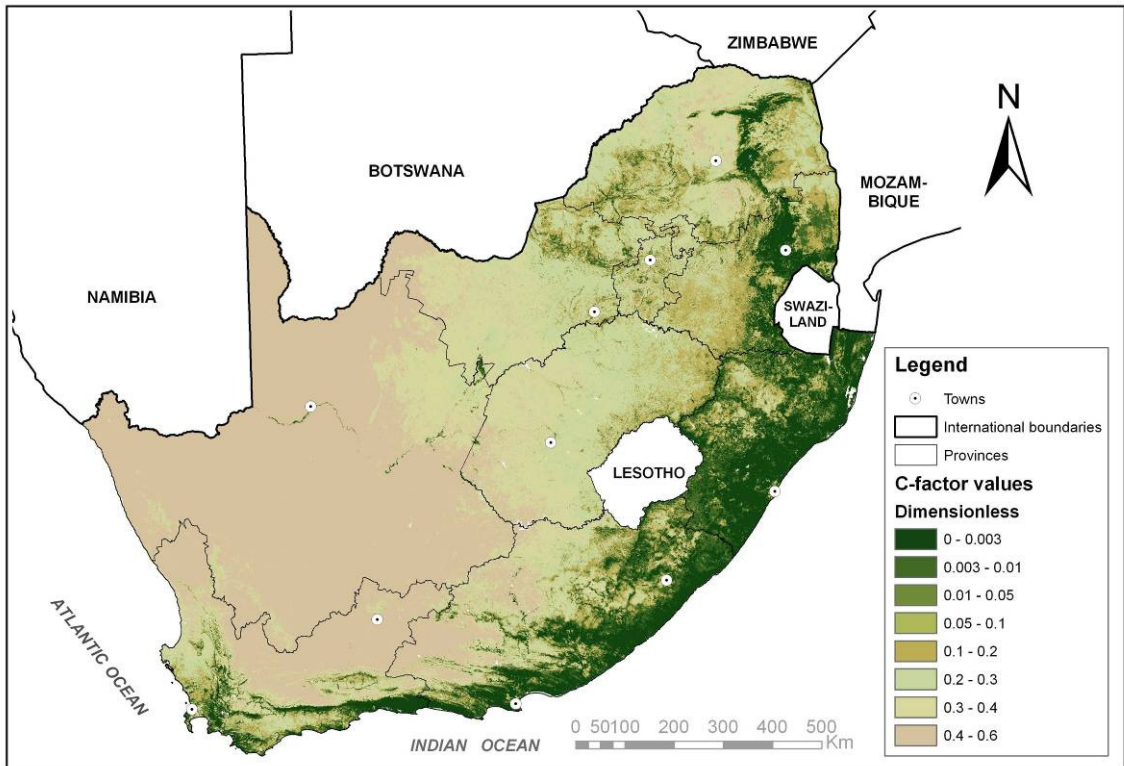 ZIMBABWE
N
BOTSWANA
MOZAM-
BIQUE
NAMIBIA
SWAZI-
LAND
LESOTHO
ATLANTIC OCEAN
INDIAN OCEAN
0 50100 200 300 400 500
Km
Legend
Towns
International boundaries
Provinces
C-factor values
Dimensionless
0 - 0.003
0.003 - 0.01
0.01 - 0.05
0.05 - 0.1
0.1 - 0.2
0.2 - 0.3
0.3 - 0.4
0.4 - 0.6